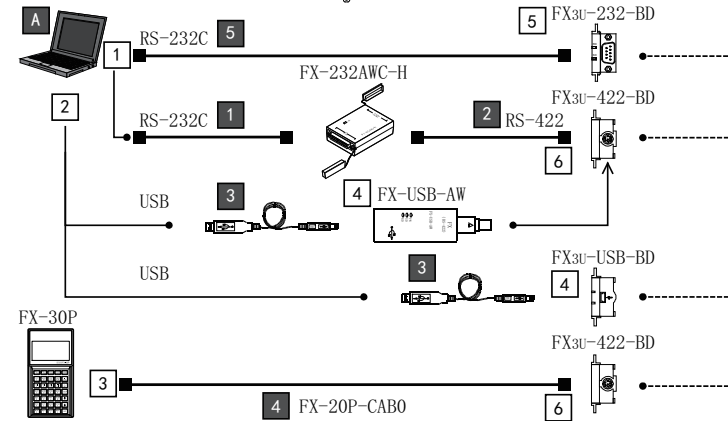 A
5
FX3U-232-BD
1
RS-232C
5
FX-232AWC-H
FX3U-422-BD
2
RS-232C
1
2
RS-422
6
USB
3
4
FX-USB-AW
USB
3
FX3U-USB-BD
4
FX-30P
FX3U-422-BD
3
4
FX-20P-CAB0
6